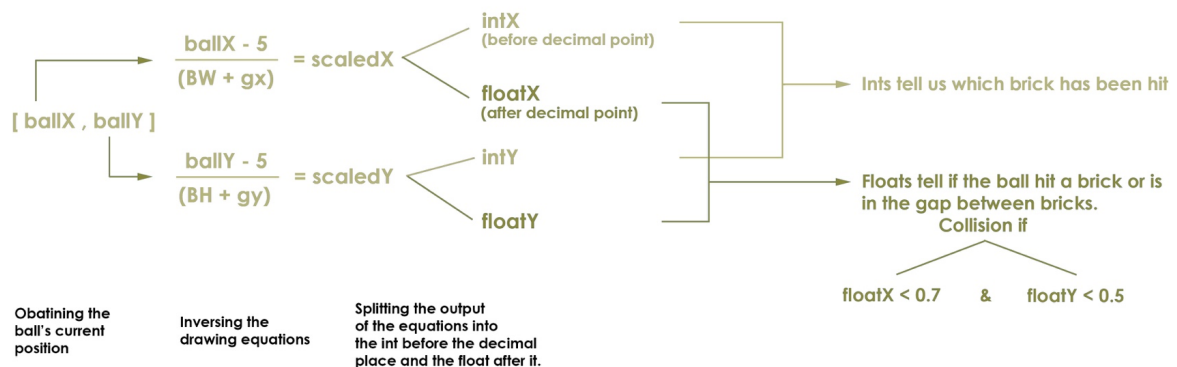 [ ballX , ballY ]
ballX - 5
(BW + gx)
= scaledX
intX
(before decimal point)
floatX
(after decimal point)
ballY - 5
(BH + gy)
= scaledY
intY
floatY
Ints tell us which brick has been hit
Floats tell if the ball hit a brick or is
in the gap between bricks.
Collision if
floatX < 0.7 & floatY < 0.5
Obatining the
ball's current
position
Inversing the
drawing equations
Splitting the output
of the equations into
the int before the decimal
place and the float after it.